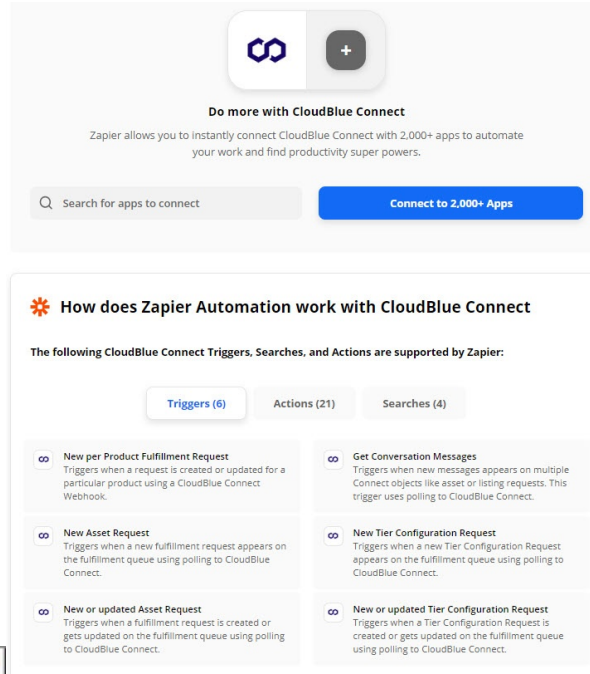 Do more with CloudBlue Connect
Zapier allows you to instantly connect CloudBlue Connect with 2,000+ apps to automate
your work and find productivity super powers.
Search for apps to connect
Connect to 2,000+ Apps
How does Zapier Automation work with CloudBlue Connect
The following CloudBlue Connect Triggers, Searches, and Actions are supported by Zapier:
Triggers (6)
Actions (21)
Searches (4)
New per Product Fulfillment Request
Triggers when a request is created or updated for a
particular product using a CloudBlue Connect
Webhook.
Get Conversation Messages
Triggers when new messages appears on multiple
Connect objects like asset or listing requests. This
trigger uses polling to CloudBlue Connect.
New Asset Request
Triggers when a new fulfillment request appears on
the fulfillment queue using polling to CloudBlue
Connect.
New Tier Configuration Request
Triggers when a new Tier Configuration Request
appears on the fulfillment queue using polling to
CloudBlue Connect.
New or updated Asset Request
Triggers when a fulfillment request is created or
gets updated on the fulfillment queue using polling
to CloudBlue Connect.
New or updated Tier Configuration Request
Triggers when a Tier Configuration Request is
created or gets updated on the fulfillment queue
using polling to CloudBlue Connect.